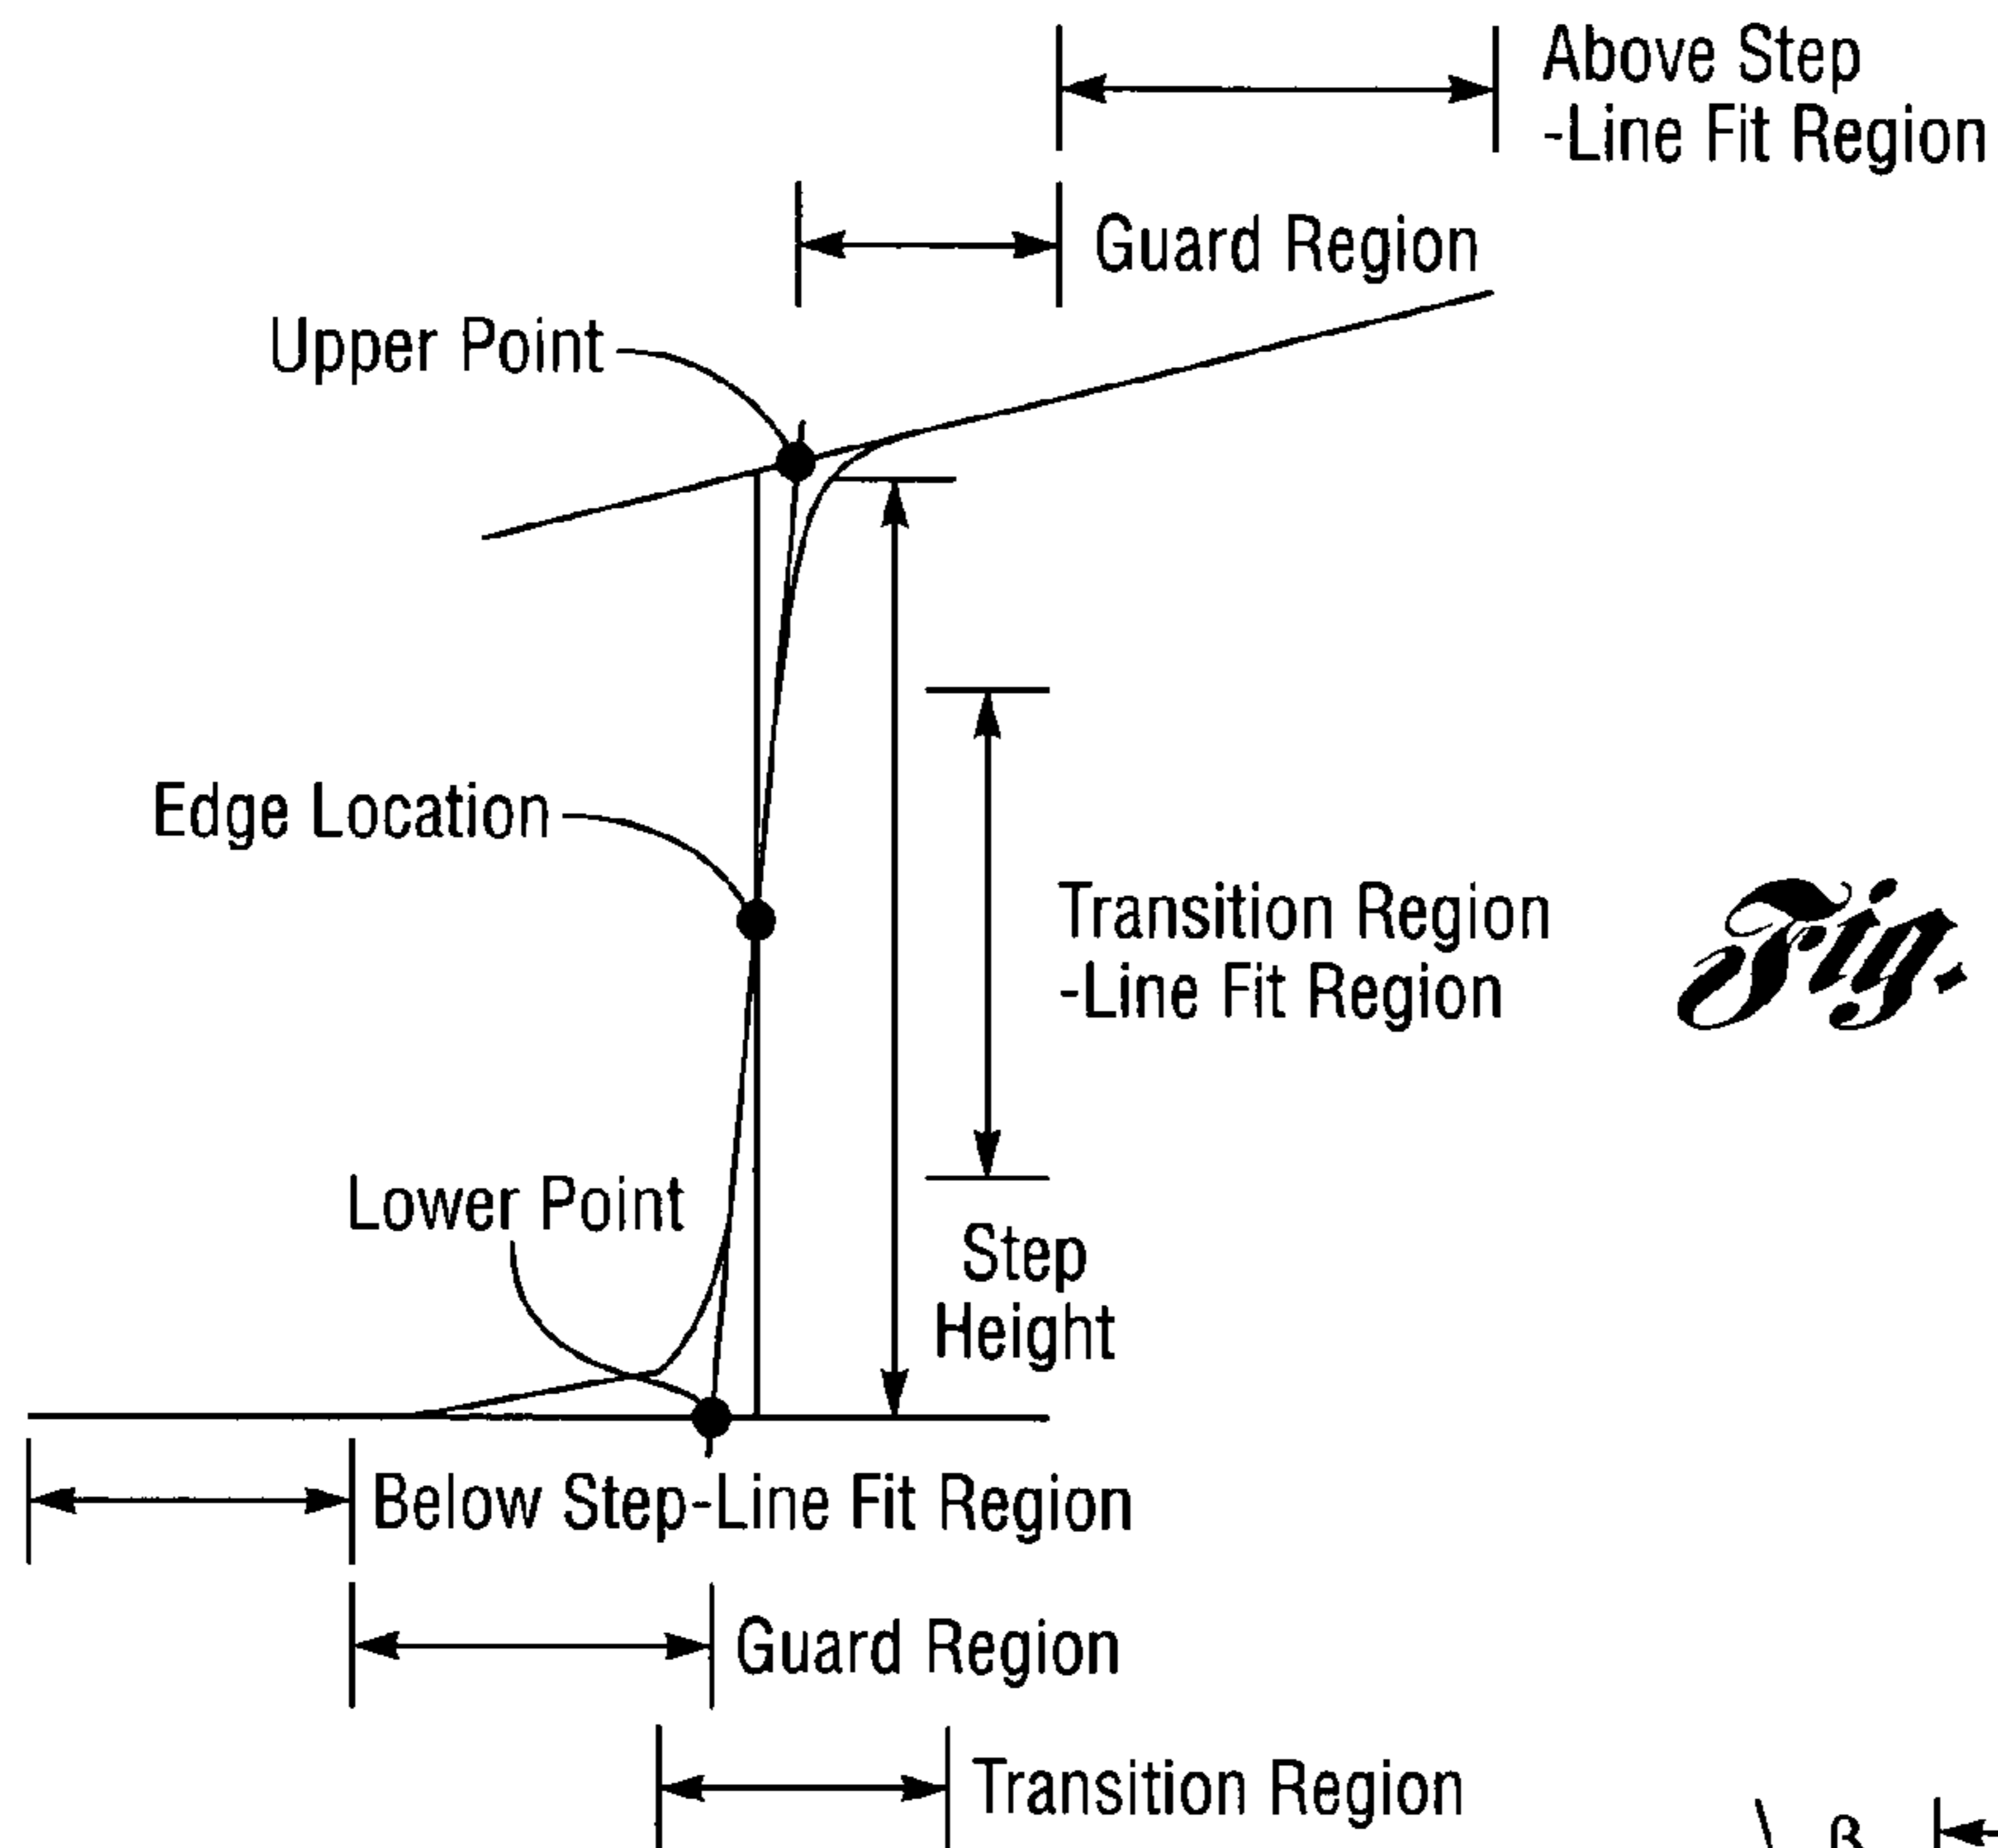 Above Step
-Line Fit Region
Guard Region
Upper Point
Edge Location
Transition Region
-Line Fit Region
Fig.
Lower Point
Step
Height
Below Step-Line Fit Region
Guard Region
Transition Region